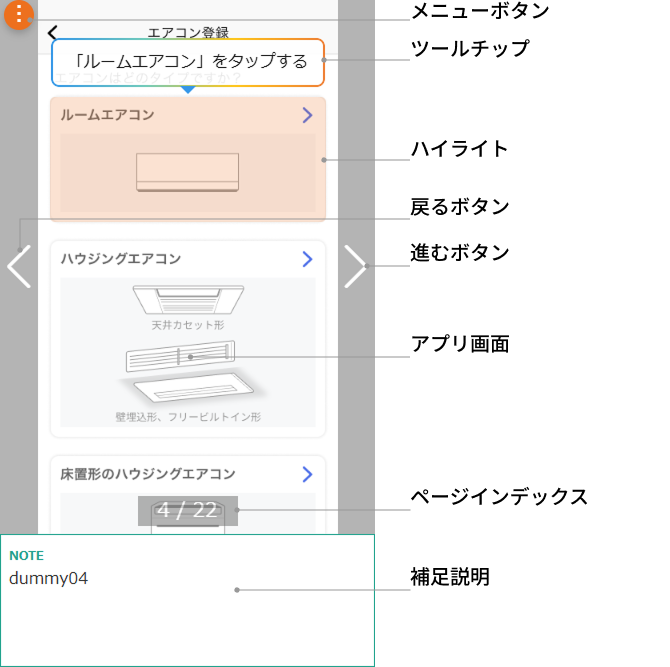 メニューボタン
エアコン登録
ツールチップ
「ルームエアコン」をタップする
エアコンはどのタイプですか？
ルームエアコン
ハイライト
戻るボタン
進むボタン
ハウジングエアコン
天井カセット形
アプリ画面
壁埋込形、フリービルトイン形
床置形のハウジングエアコン
ページインデックス
4 / 22
NOTE
dummy04
補足説明